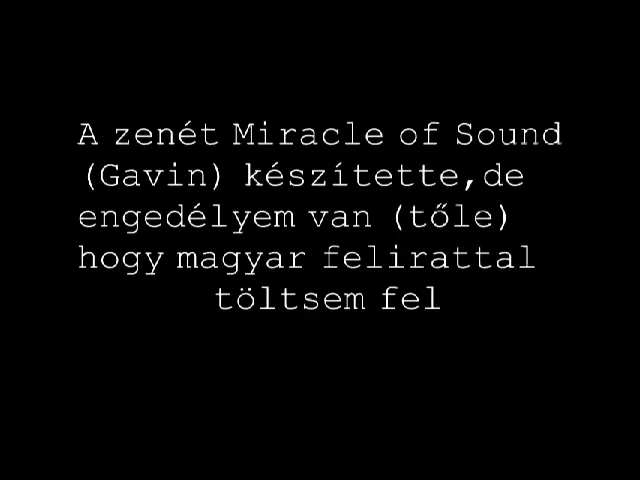 A zenét Miracle of Sound
(Gavin) készítette,de
engedélyem van (tőle)
hogy magyar felirattal
töltsem fel